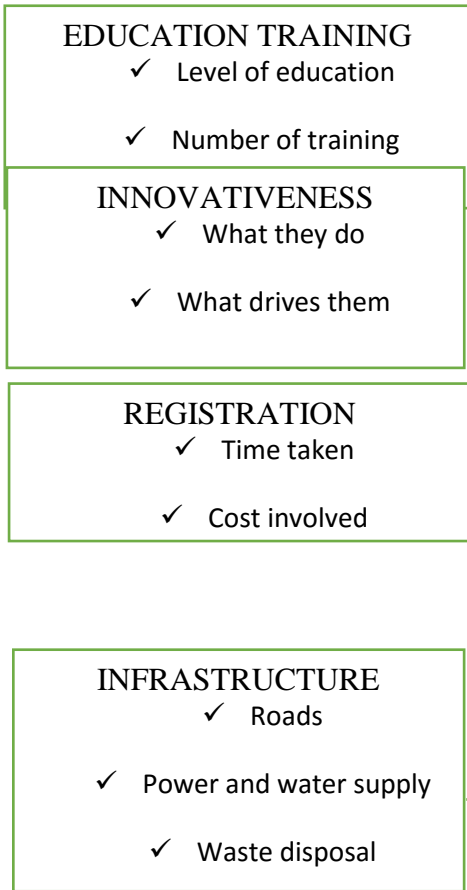 EDUCATION TRAINING
✓ Level of education
✓ Number of training
INNOVATIVENESS
✓ What they do
✓ What drives them
REGISTRATION
✓ Time taken
✓ Cost involved
INFRASTRUCTURE
✓ Roads
✓ Power and water supply
✓ Waste disposal